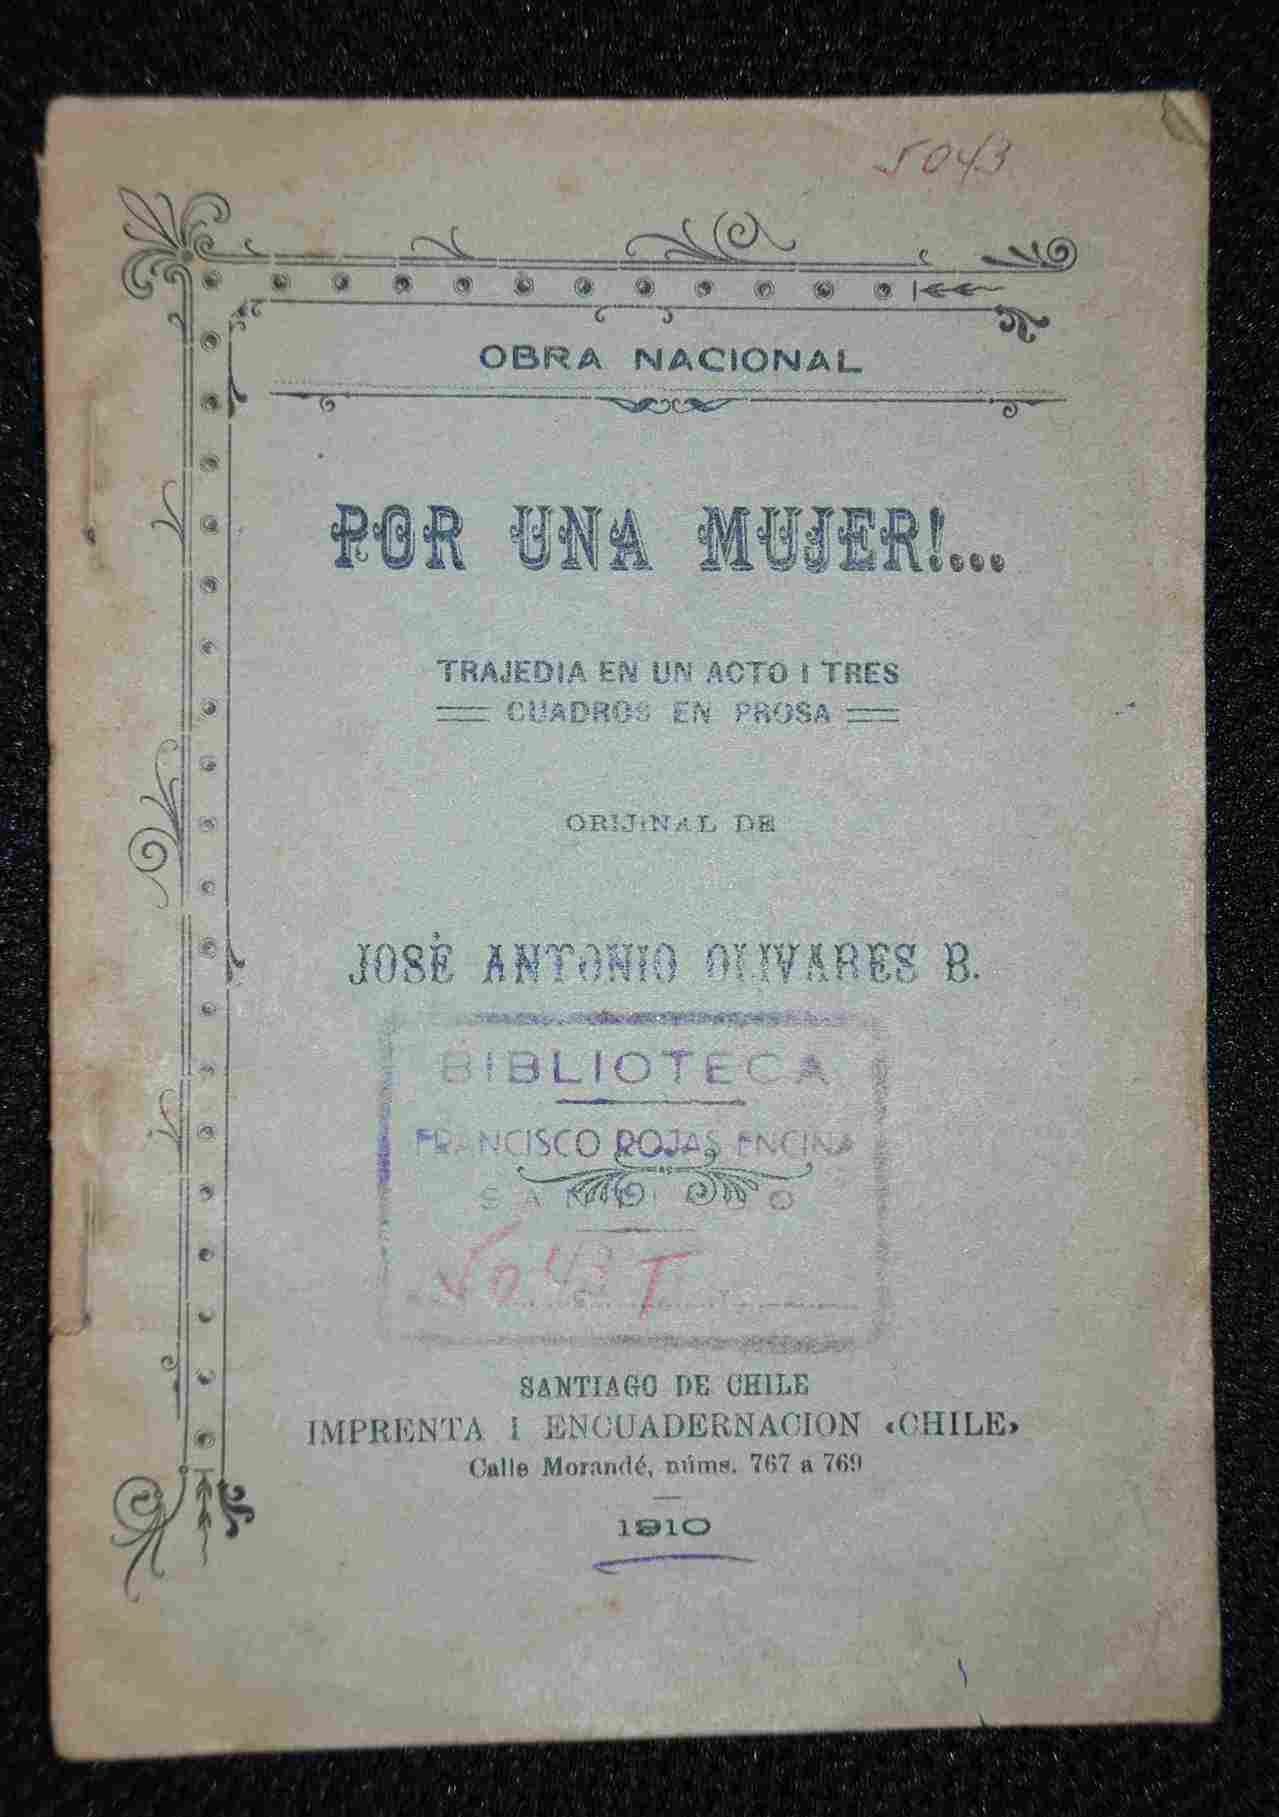 5043
OBRA NACIONAL
POR UNA MUJER!...
TRAJEDIA EN UN ACTO I TRES
CUADROS EN PROSA
ORIJINAL DE
JOSÉ ANTONIO OLIVARES B.
BIBLIOTECA
FRANCISCO ROJAS ENCINA
SANTIAGO
5043 T
SANTIAGO DE CHILE
IMPRENTA I ENCUADERNACION «CHILE»
Calle Morandé, núms. 767 a 769
1910